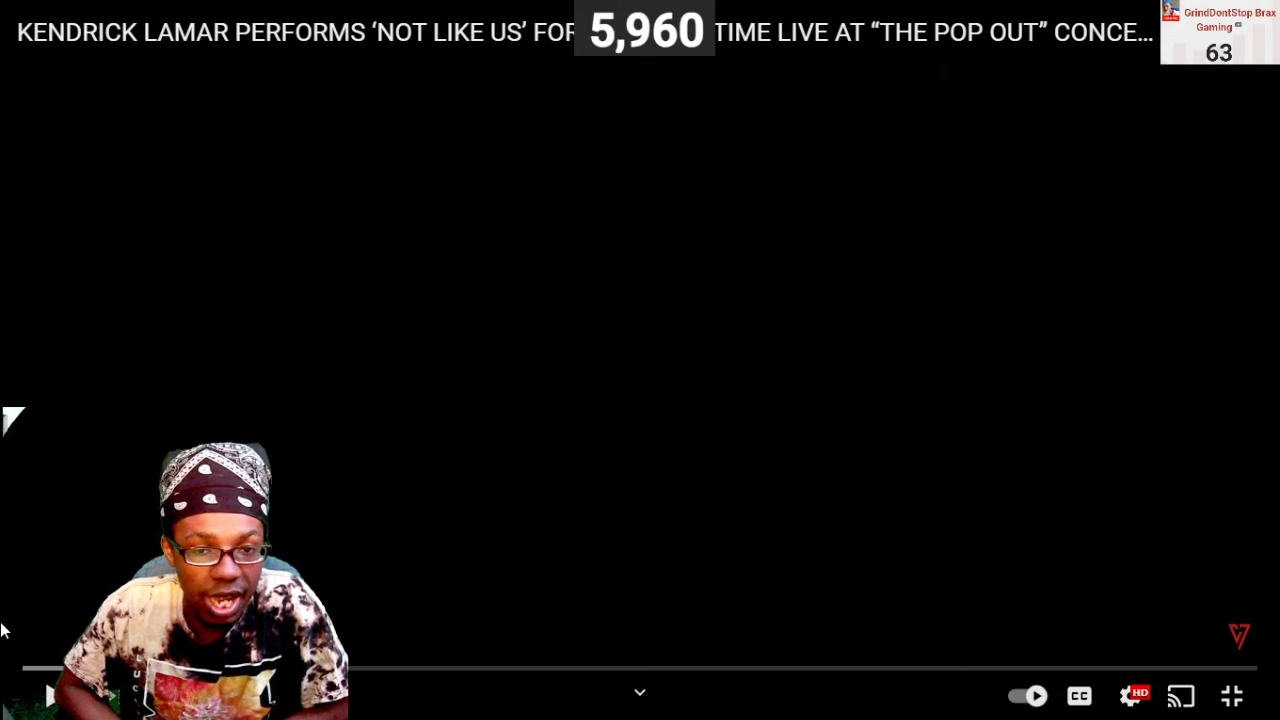 KENDRICK LAMAR PERFORMS ‘NOT LIKE US’ FOR TIME LIVE AT “THE POP OUT” CONCE…
5,960
GrindDontStop Brax
Gaming
63
CC
HD